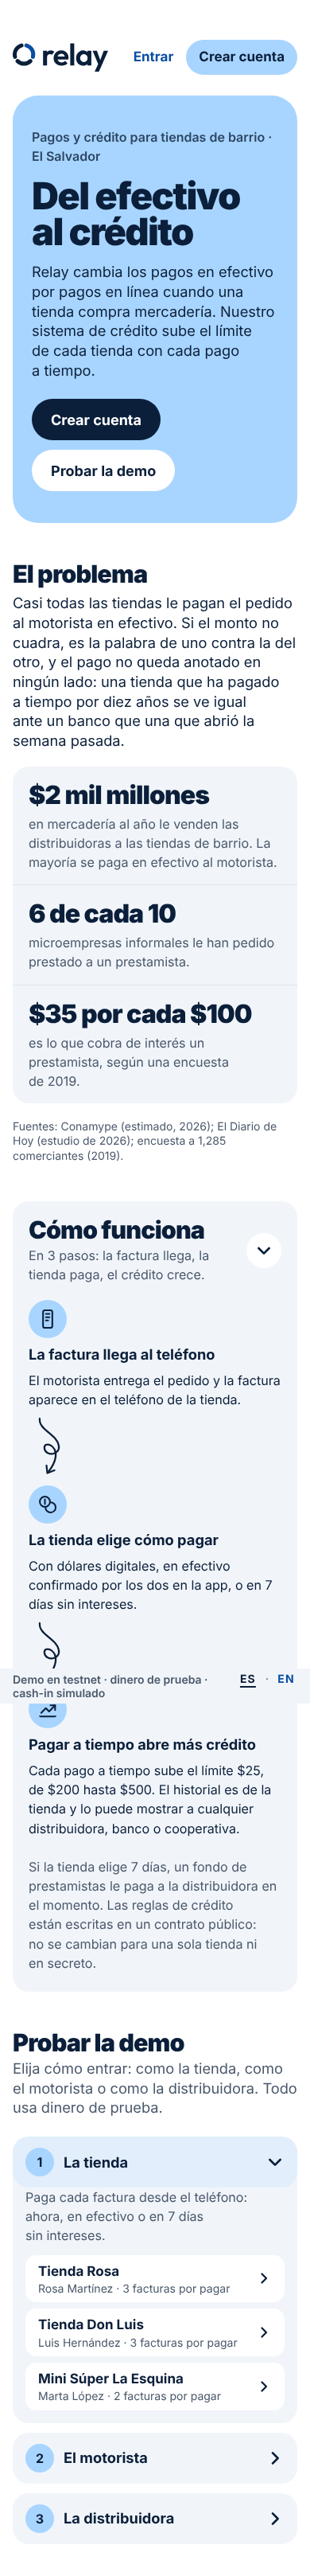 relay
Entrar
Crear cuenta
Pagos y crédito para tiendas de barrio ·
El Salvador
Del efectivo
al crédito
Relay cambia los pagos en efectivo
por pagos en línea cuando una
tienda compra mercadería. Nuestro
sistema de crédito sube el límite
de cada tienda con cada pago
a tiempo.
Crear cuenta
Probar la demo
El problema
Casi todas las tiendas le pagan el pedido
al motorista en efectivo. Si el monto no
cuadra, es la palabra de uno contra la del
otro, y el pago no queda anotado en
ningún lado: una tienda que ha pagado
a tiempo por diez años se ve igual
ante un banco que una que abrió la
semana pasada.
$2 mil millones
en mercadería al año le venden las
distribuidoras a las tiendas de barrio. La
mayoría se paga en efectivo al motorista.
6 de cada 10
microempresas informales le han pedido
prestado a un prestamista.
$35 por cada $100
es lo que cobra de interés un
prestamista, según una encuesta
de 2019.
Fuentes: Conamype (estimado, 2026); El Diario de
Hoy (estudio de 2026); encuesta a 1,285
comerciantes (2019).
Cómo funciona
En 3 pasos: la factura llega, la
tienda paga, el crédito crece.
La factura llega al teléfono
El motorista entrega el pedido y la factura
aparece en el teléfono de la tienda.
La tienda elige cómo pagar
Con dólares digitales, en efectivo
confirmado por los dos en la app, o en 7
días sin intereses.
Demo en testnet · dinero de prueba ·
cash-in simulado
ES · EN
Pagar a tiempo abre más crédito
Cada pago a tiempo sube el límite $25,
de $200 hasta $500. El historial es de la
tienda y lo puede mostrar a cualquier
distribuidora, banco o cooperativa.
Si la tienda elige 7 días, un fondo de
prestamistas le paga a la distribuidora en
el momento. Las reglas de crédito
están escritas en un contrato público:
no se cambian para una sola tienda ni
en secreto.
Probar la demo
Elija cómo entrar: como la tienda, como
el motorista o como la distribuidora. Todo
usa dinero de prueba.
1 La tienda
Paga cada factura desde el teléfono:
ahora, en efectivo o en 7 días
sin intereses.
Tienda Rosa
Rosa Martínez · 3 facturas por pagar
Tienda Don Luis
Luis Hernández · 3 facturas por pagar
Mini Súper La Esquina
Marta López · 2 facturas por pagar
2 El motorista
3 La distribuidora